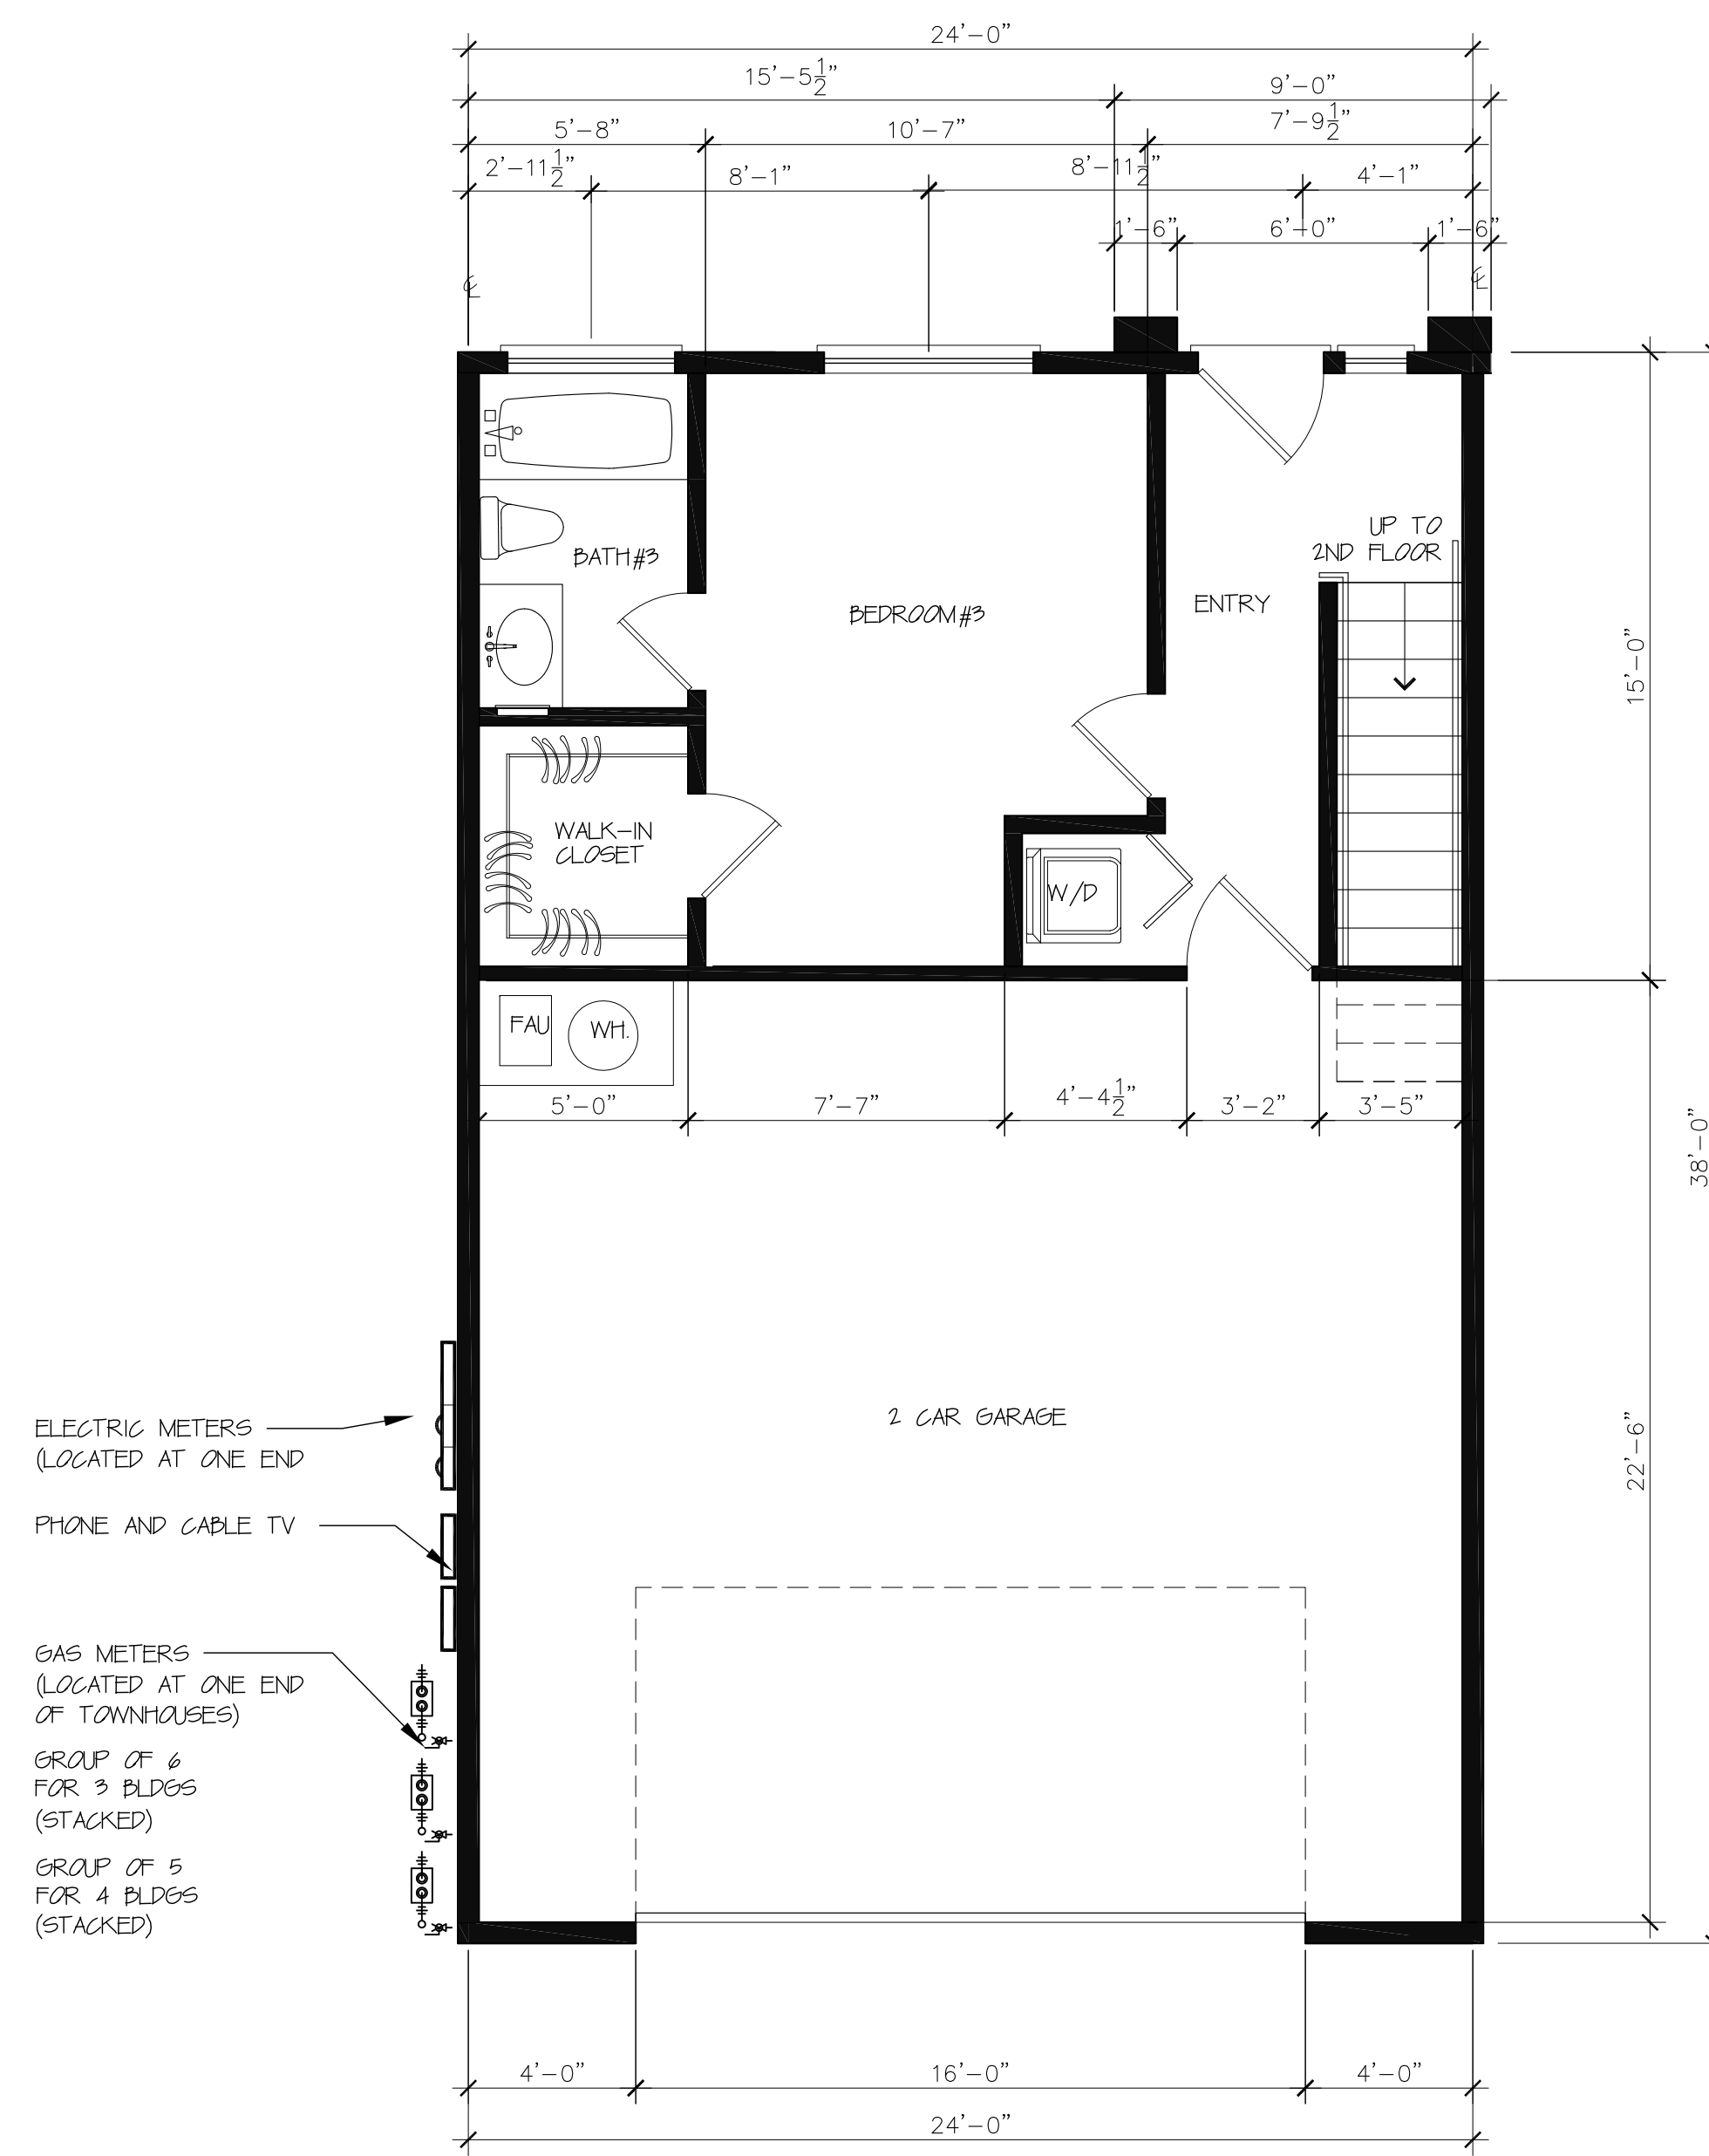 24'-0"
15'-5 1/2"
9'-0"
5'-8"
10'-7"
7'-9 1/2"
2'-11 1/2"
8'-1"
8'-11 1/2"
4'-1"
1'-6"
6'-0"
1'-6"
℄
℄
UP TO
2ND FLOOR
BATH#3
ENTRY
BEDROOM#3
15'-0"
WALK-IN
CLOSET
W/D
FAU
WH.
5'-0"
7'-7"
4'-4 1/2"
3'-2"
3'-5"
38'-0"
2 CAR GARAGE
22'-6"
ELECTRIC METERS
(LOCATED AT ONE END
PHONE AND CABLE TV
GAS METERS
(LOCATED AT ONE END
OF TOWNHOUSES)
GROUP OF 6
FOR 3 BLDGS
(STACKED)
GROUP OF 5
FOR 4 BLDGS
(STACKED)
4'-0"
16'-0"
4'-0"
24'-0"